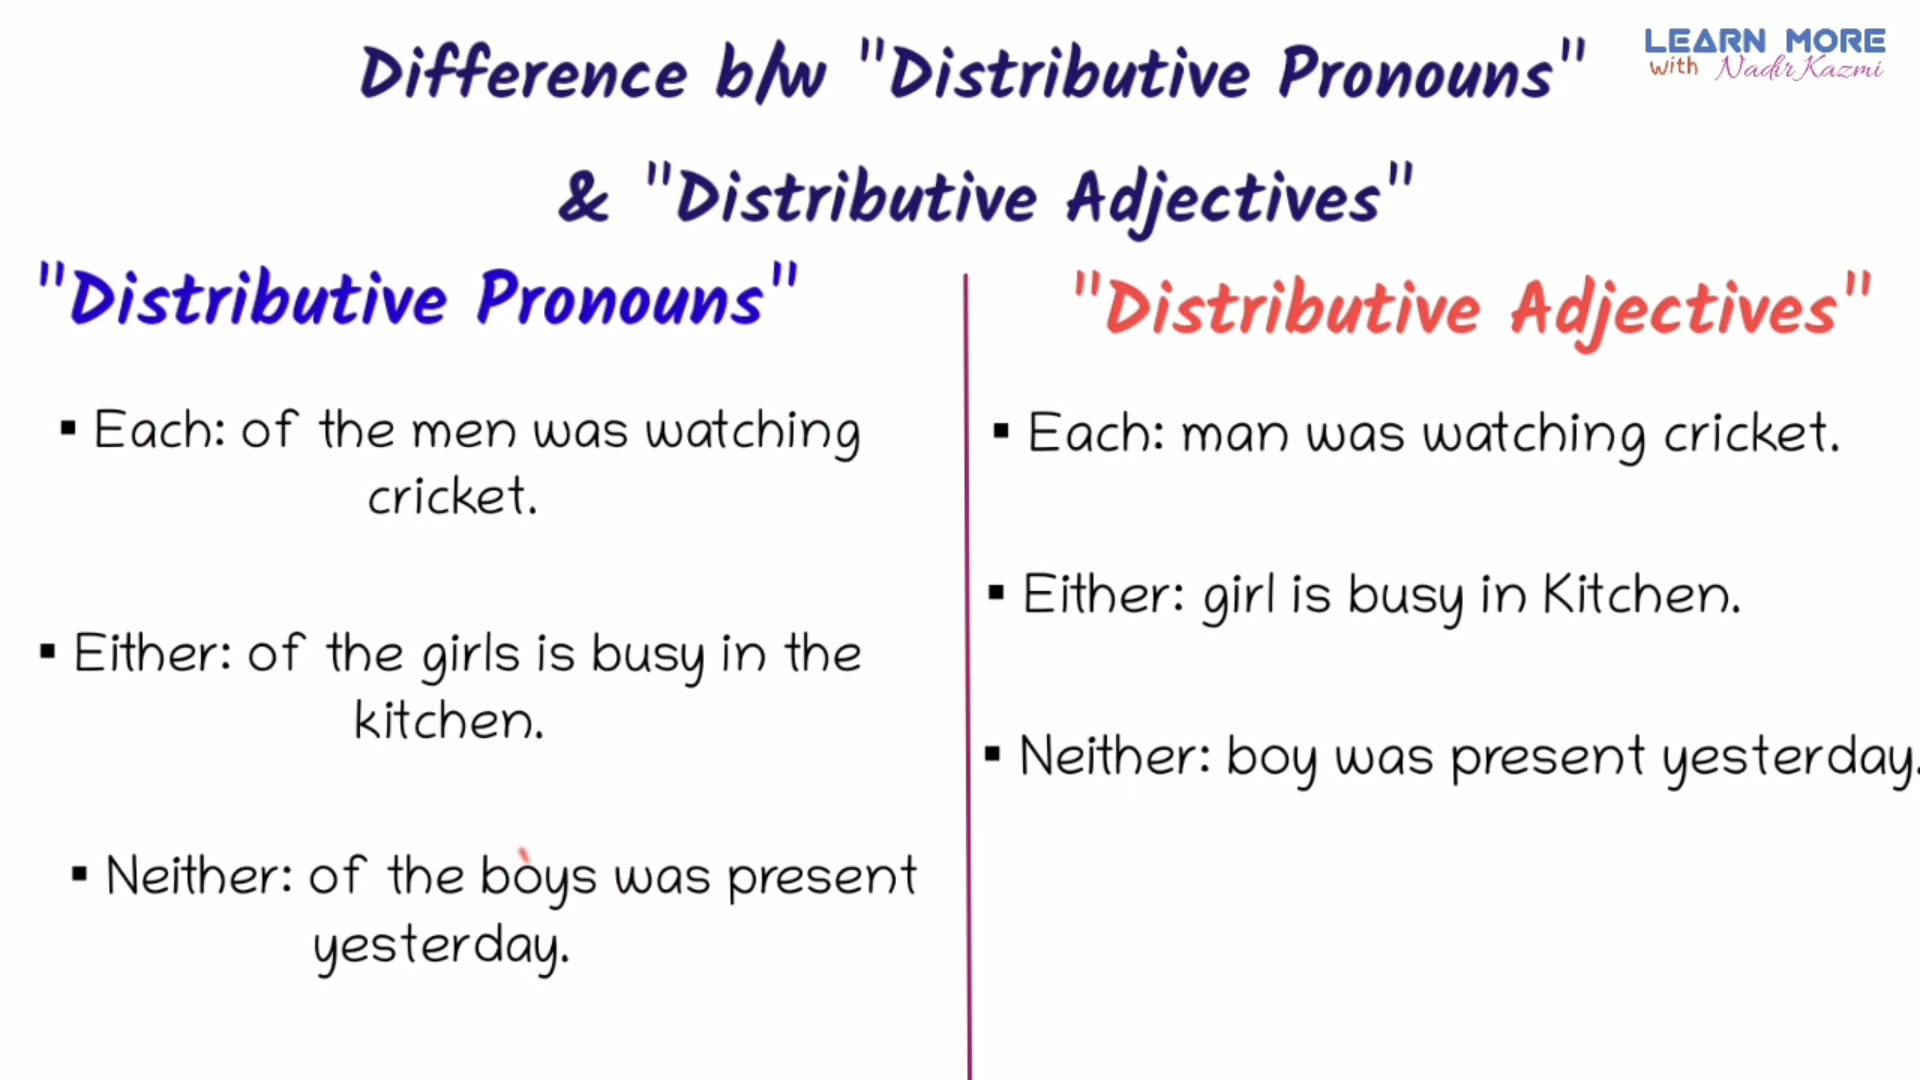 Difference b/w "Distributive Pronouns"
& "Distributive Adjectives"
LEARN MORE
with Nadir Kazmi
"Distributive Pronouns"
▪ Each: of the men was watching
cricket.
▪ Either: of the girls is busy in the
kitchen.
▪ Neither: of the boys was present
yesterday.
"Distributive Adjectives"
▪ Each: man was watching cricket.
▪ Either: girl is busy in Kitchen.
▪ Neither: boy was present yesterday.